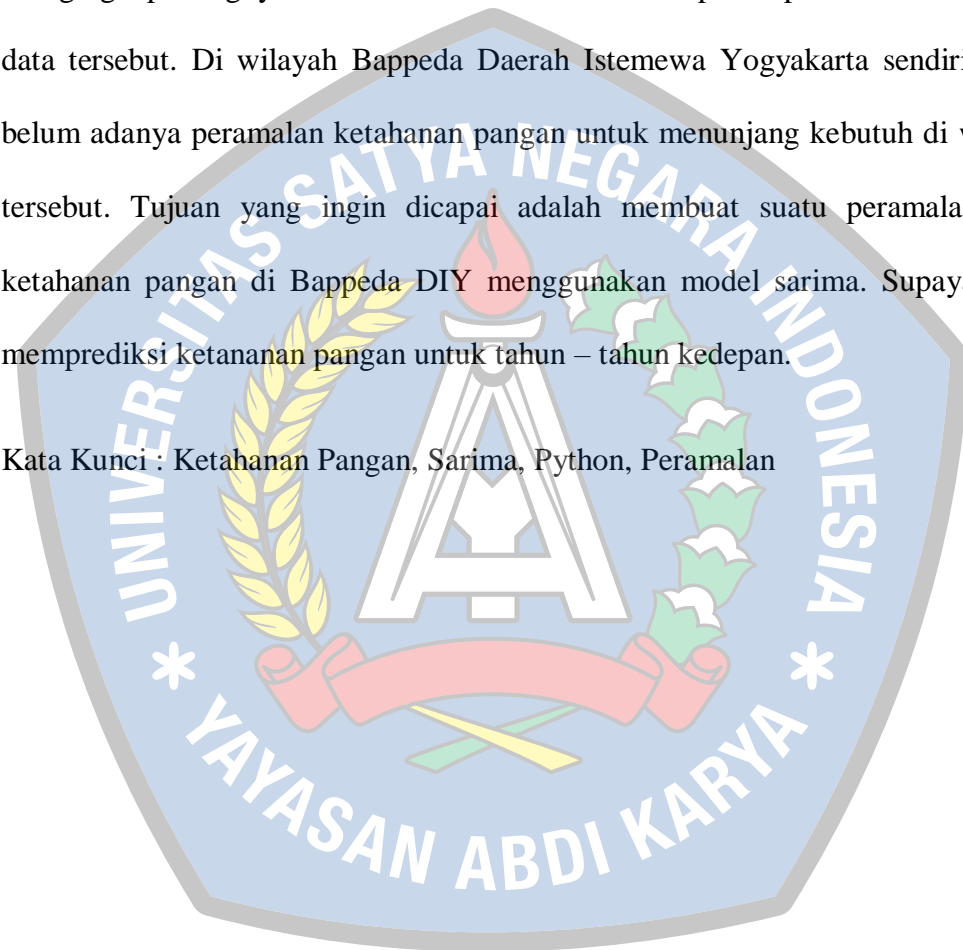 data tersebut. Di wilayah Bappeda Daerah Istemewa Yogyakarta sendiri
belum adanya peramalan ketahanan pangan untuk menunjang kebutuh di
tersebut. Tujuan yang ingin dicapai adalah membuat suatu
ketahanan pangan di Bappeda DIY menggunakan model sarima.
memprediksi ketananan pangan untuk tahun – tahun kedepan.
Kata Kunci : Ketahanan Pangan, Sarima, Python, Peramalan
UNIVERSITAS SATYA NEGARA INDONESIA
* YAYASAN ABDI KARYA *